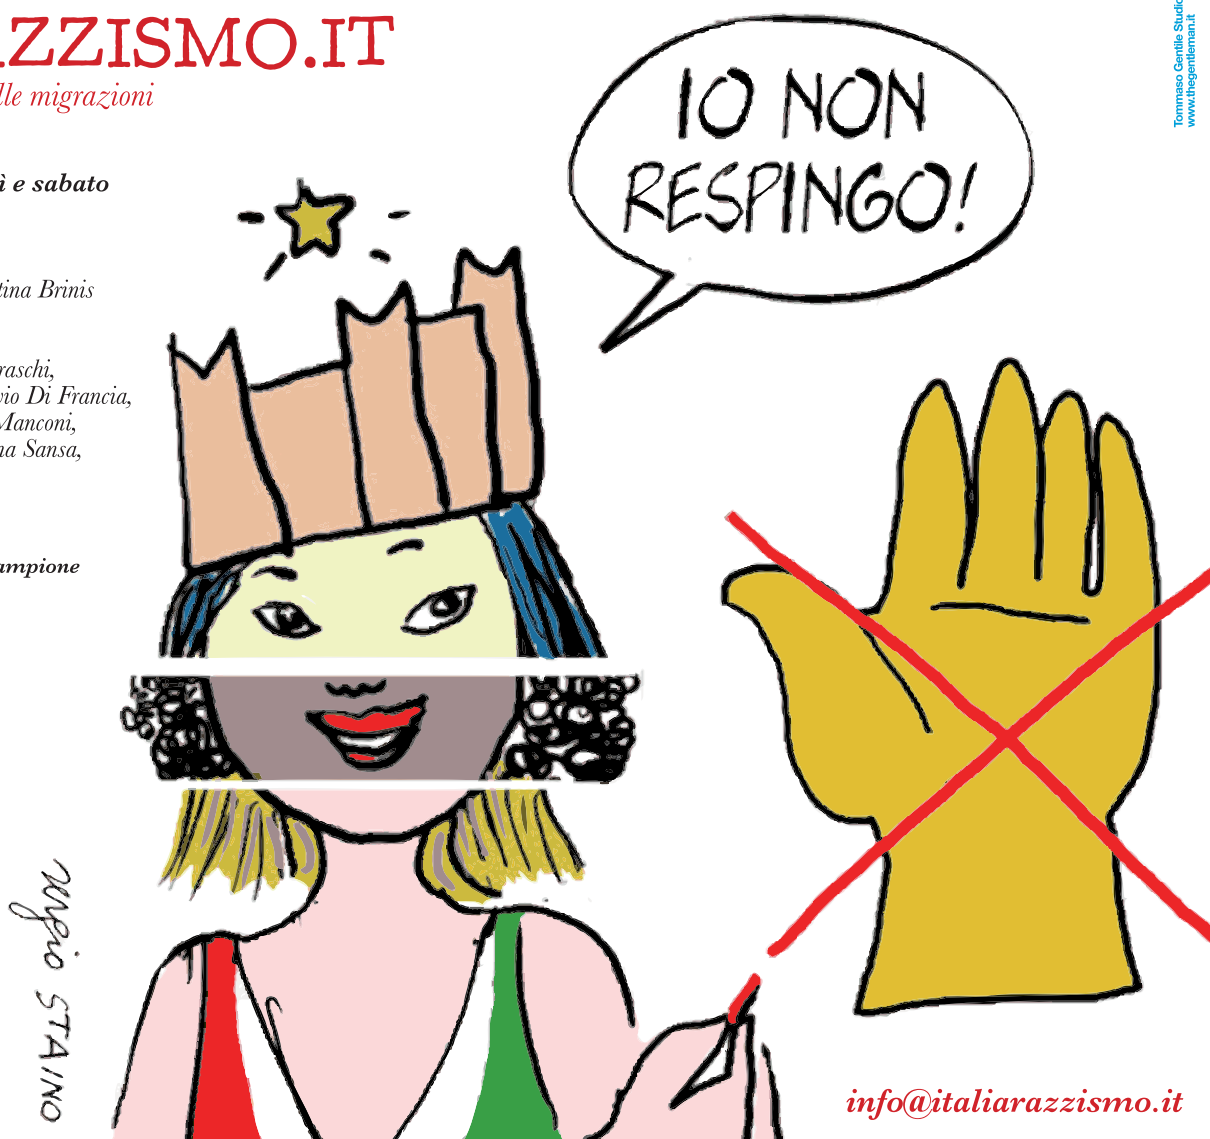 AZZISMO.IT
lle migrazioni
ì e sabato
tina Brinis
raschi,
vio Di Francia,
Manconi,
na Sansa,
ampione
IO NON
RESPINGO!
Tommaso Gentile Studio
www.thegentleman.it
STAINO
info@italiarazzismo.it